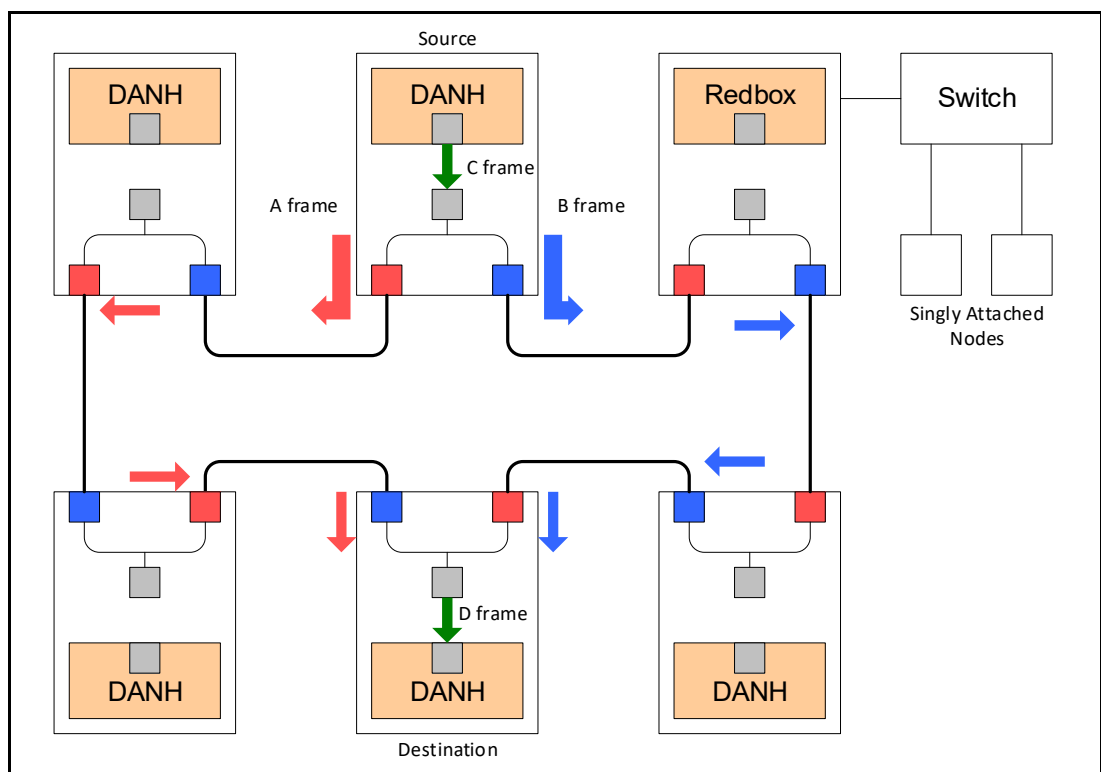 Source
DANH
DANH
Redbox
Switch
C frame
A frame
B frame
Singly Attached
Nodes
D frame
DANH
DANH
DANH
Destination